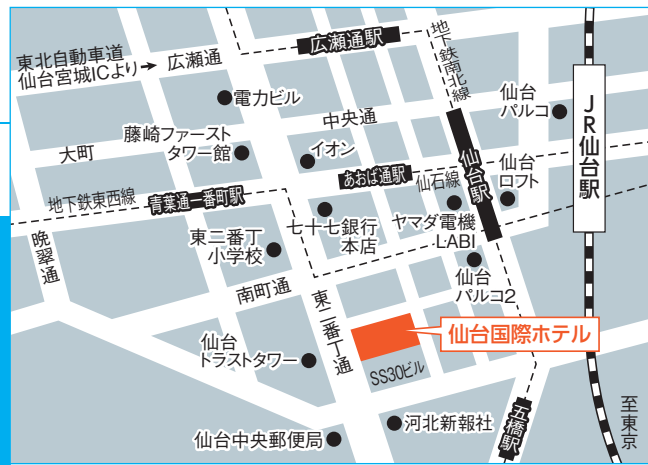 東北自動車道
仙台宮城ICより→
広瀬通
広瀬通駅
地下鉄南北線
電力ビル
中央通
仙台
パルコ
JR仙台駅
藤崎ファースト
タワー館
大町
イオン
仙台駅
あおば通駅
仙石線
仙台
ロフト
地下鉄東西線
青葉通一番町駅
七十七銀行
本店
ヤマダ電機
LABI
晩翠通
東二番丁
小学校
南町通
東二番丁通
仙台
パルコ2
仙台国際ホテル
仙台
トラストタワー
SS30ビル
五橋駅
至東京
河北新報社
仙台中央郵便局